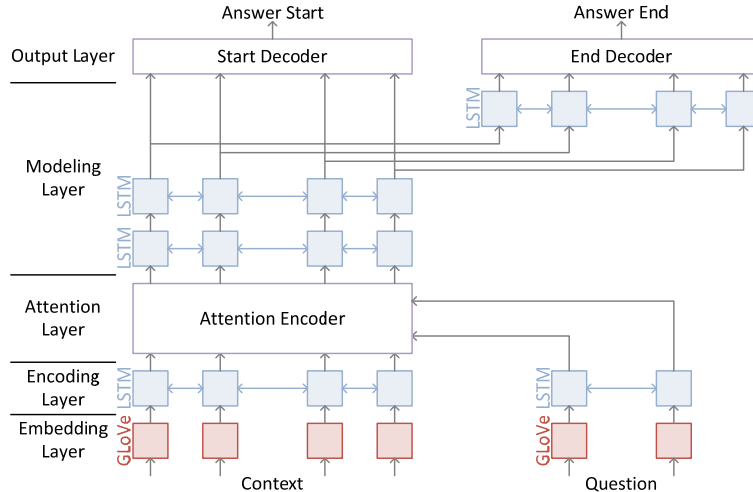 Answer Start
Answer End
Output Layer
Start Decoder
End Decoder
LSTM
Modeling
Layer
LSTM
LSTM
Attention
Layer
Attention Encoder
Encoding
Layer
LSTM
LSTM
Embedding
Layer
GLoVe
GLoVe
Context
Question